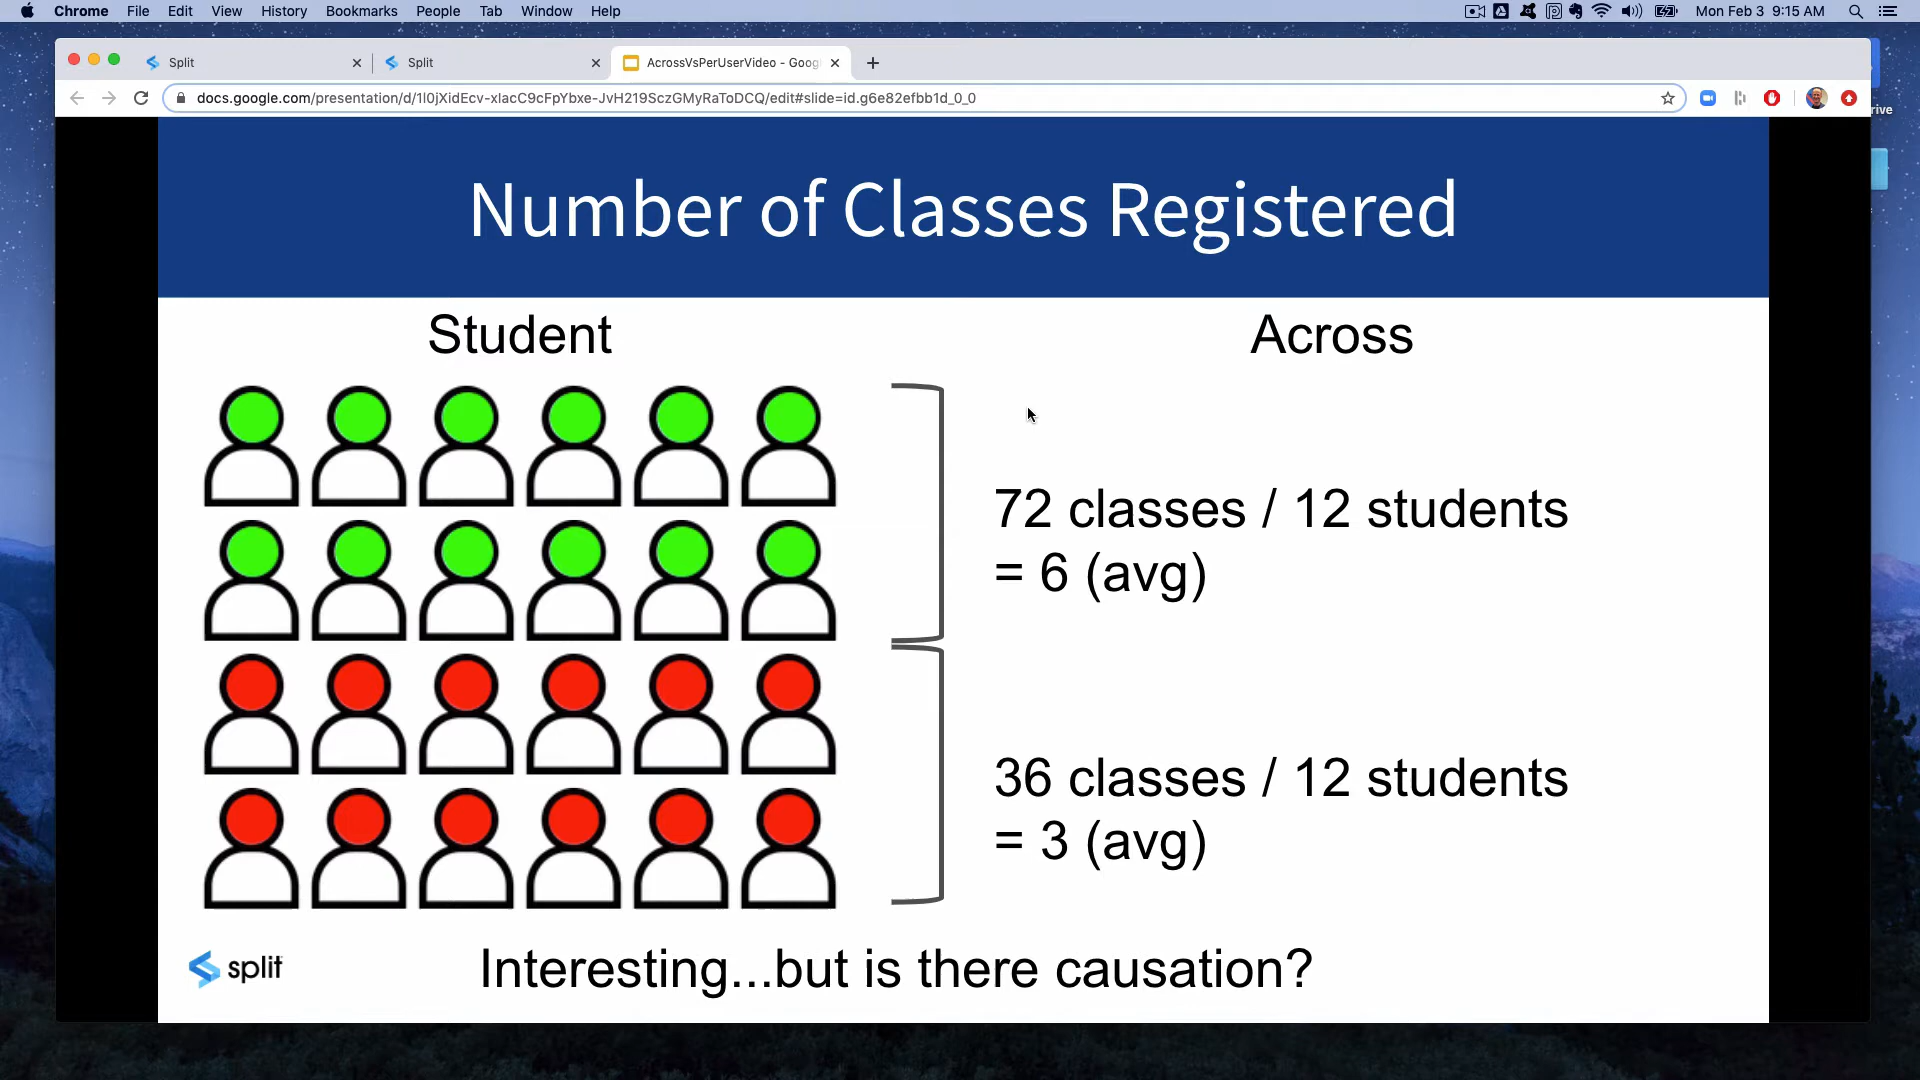 Chrome File Edit View History Bookmarks People Tab Window Help Mon Feb 3 9:15 AM
Split Split AcrossVsPerUserVideo - Goog
docs.google.com/presentation/d/1l0jXidEcv-xlacC9cFpYbxe-JvH219SczGMyRaToDCQ/edit#slide=id.g6e82efbb1d_0_0
rive
Number of Classes Registered
Student Across
72 classes / 12 students
= 6 (avg)
36 classes / 12 students
= 3 (avg)
split Interesting...but is there causation?